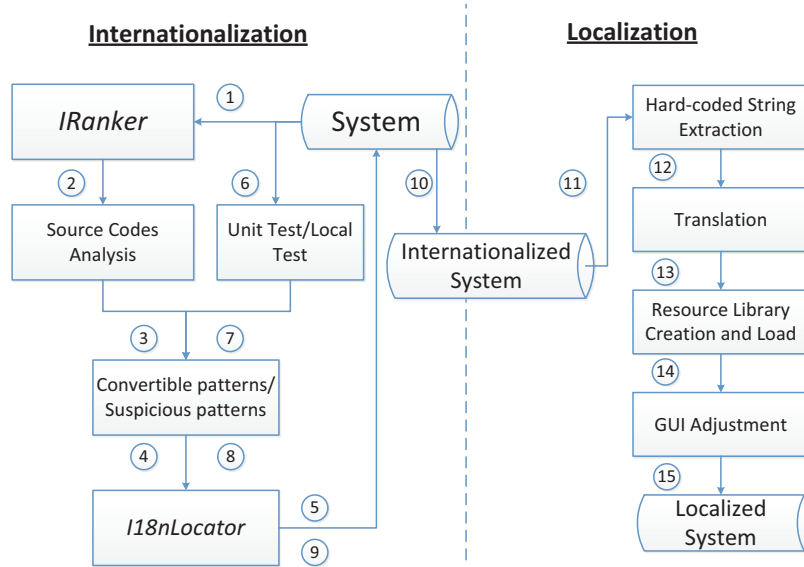 Internationalization
Localization
1
IRanker
System
Hard-coded String
Extraction
2
6
10
11
12
Source Codes
Analysis
Unit Test/Local
Test
Translation
Internationalized
System
13
3
7
Resource Library
Creation and Load
Convertible patterns/
Suspicious patterns
14
GUI Adjustment
4
8
15
I18nLocator
5
9
Localized
System